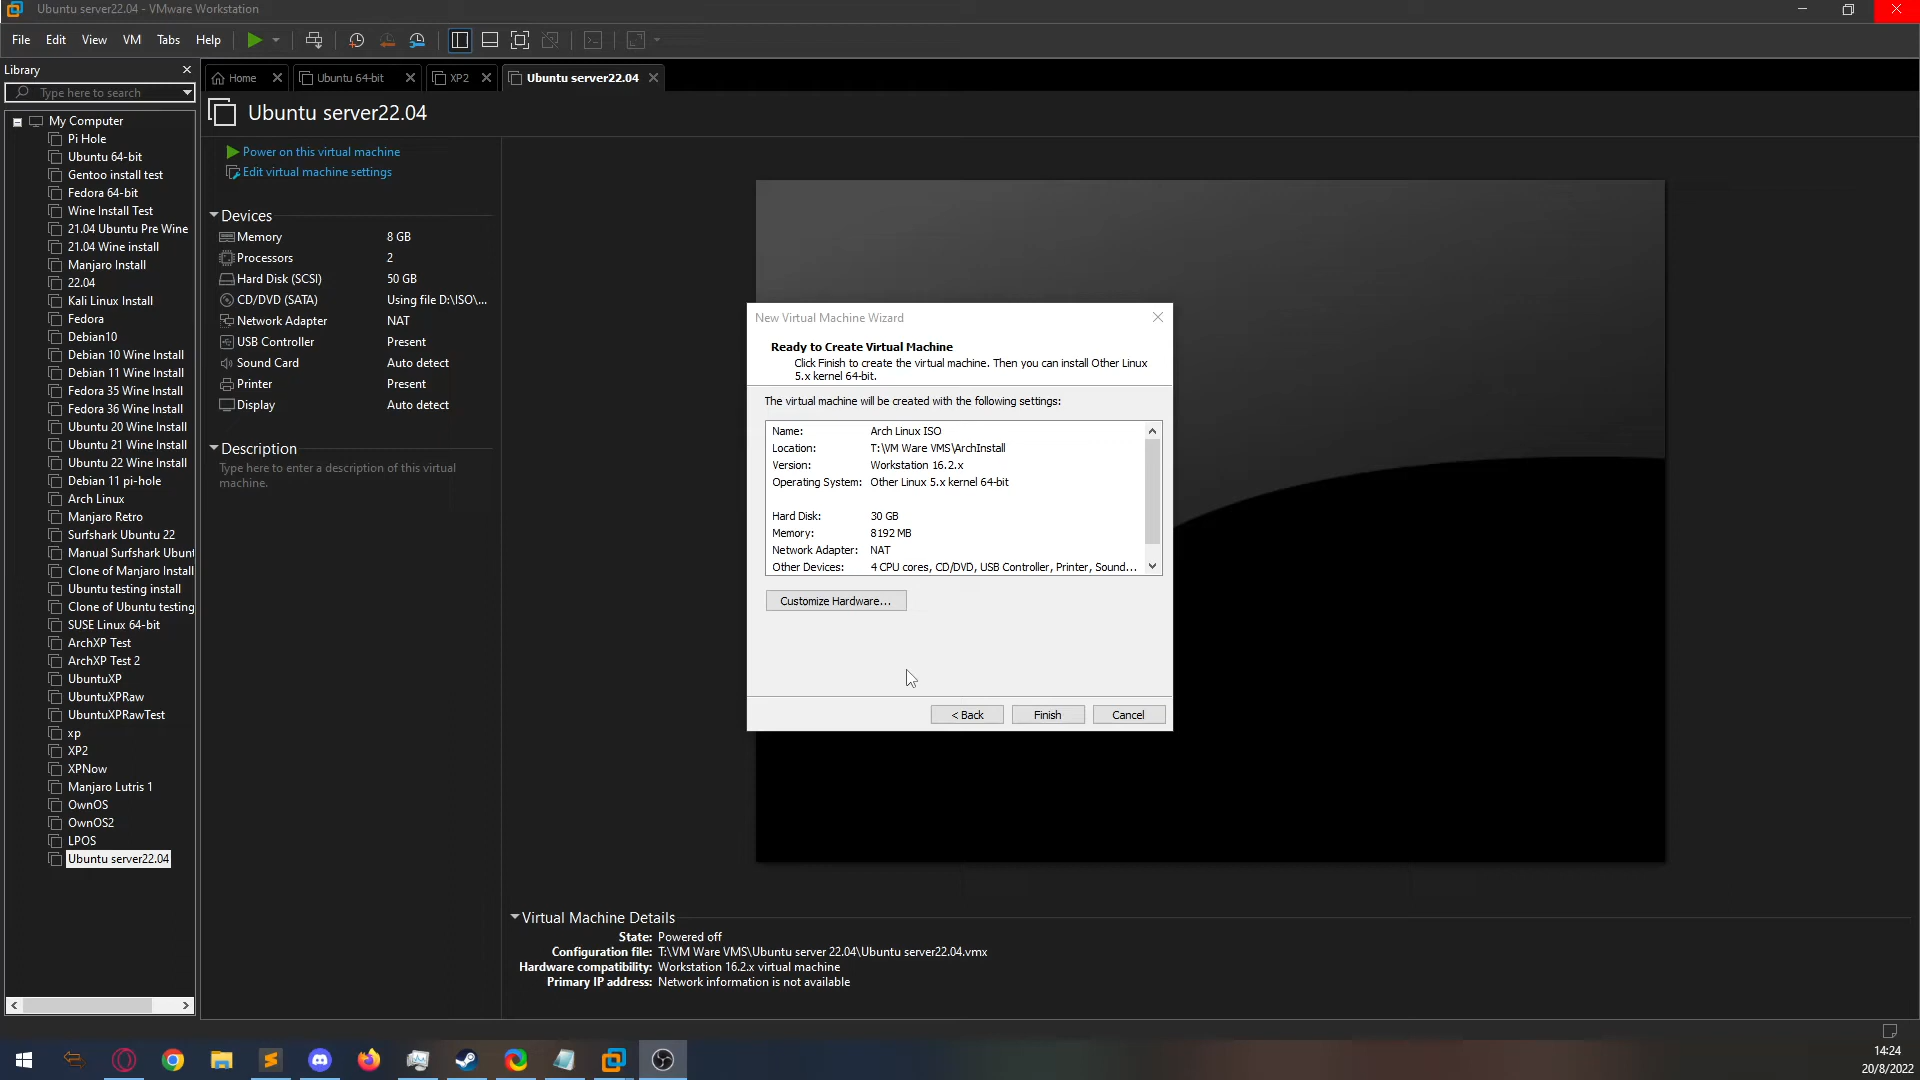 Ubuntu server22.04 - VMware Workstation
File Edit View VM Tabs Help
Library
Type here to search
My Computer
Pi Hole
Ubuntu 64-bit
Gentoo install test
Fedora 64-bit
Wine Install Test
21.04 Ubuntu Pre Wine
21.04 Wine install
Manjaro Install
22.04
Kali Linux Install
Fedora
Debian10
Debian 10 Wine Install
Debian 11 Wine Install
Fedora 35 Wine Install
Fedora 36 Wine Install
Ubuntu 20 Wine Install
Ubuntu 21 Wine Install
Ubuntu 22 Wine Install
Debian 11 pi-hole
Arch Linux
Manjaro Retro
Surfshark Ubuntu 22
Manual Surfshark Ubunt
Clone of Manjaro Install
Ubuntu testing install
Clone of Ubuntu testing
SUSE Linux 64-bit
ArchXP Test
ArchXP Test 2
UbuntuXP
UbuntuXPRaw
UbuntuXPRawTest
xp
XP2
XPNow
Manjaro Lutris 1
OwnOS
OwnOS2
LPOS
Ubuntu server22.04
Home Ubuntu 64-bit XP2 Ubuntu server22.04
Ubuntu server22.04
Power on this virtual machine
Edit virtual machine settings
Devices
Memory 8 GB
Processors 2
Hard Disk (SCSI) 50 GB
CD/DVD (SATA) Using file D:\ISO\...
Network Adapter NAT
USB Controller Present
Sound Card Auto detect
Printer Present
Display Auto detect
Description
Type here to enter a description of this virtual
machine.
New Virtual Machine Wizard
Ready to Create Virtual Machine
Click Finish to create the virtual machine. Then you can install Other Linux
5.x kernel 64-bit.
The virtual machine will be created with the following settings:
Name: Arch Linux ISO
Location: T:\VM Ware VMS\ArchInstall
Version: Workstation 16.2.x
Operating System: Other Linux 5.x kernel 64-bit
Hard Disk: 30 GB
Memory: 8192 MB
Network Adapter: NAT
Other Devices: 4 CPU cores, CD/DVD, USB Controller, Printer, Sound...
Customize Hardware...
< Back Finish Cancel
Virtual Machine Details
State: Powered off
Configuration file: T:\VM Ware VMS\Ubuntu server 22.04\Ubuntu server22.04.vmx
Hardware compatibility: Workstation 16.2.x virtual machine
Primary IP address: Network information is not available
14:24
20/8/2022